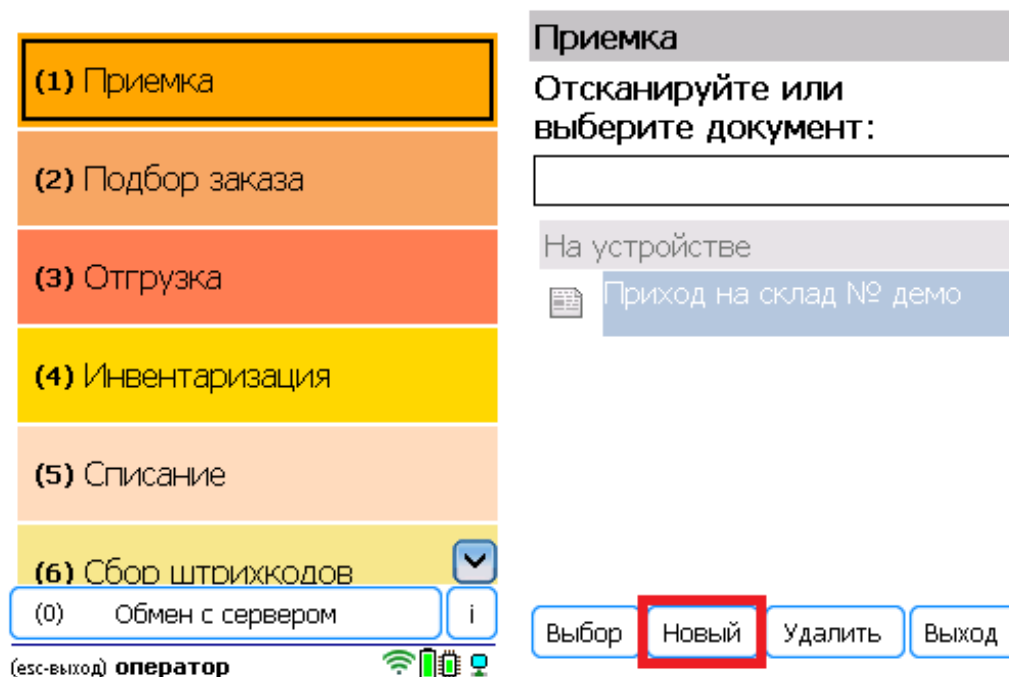 (1) Приемка
(2) Подбор заказа
(3) Отгрузка
(4) Инвентаризация
(5) Списание
(6) Сбор штрихкодов
(0) Обмен с сервером i
(esc-выход) оператор
Приемка
Отсканируйте или
выберите документ:
На устройстве
Приход на склад № демо
Выбор Новый Удалить Выход